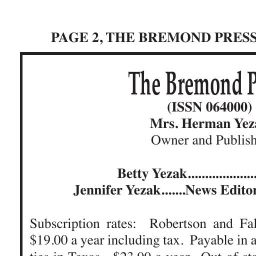 PAGE 2, THE BREMOND PRESS
The Bremond P
(ISSN 064000)
Mrs. Herman Yez
Owner and Publish
Betty Yezak.....................
Jennifer Yezak.......News Editor
Subscription rates: Robertson and Fal
$19.00 a year including tax. Payable in a
ties in Texas $23.00 a year. Out of sta